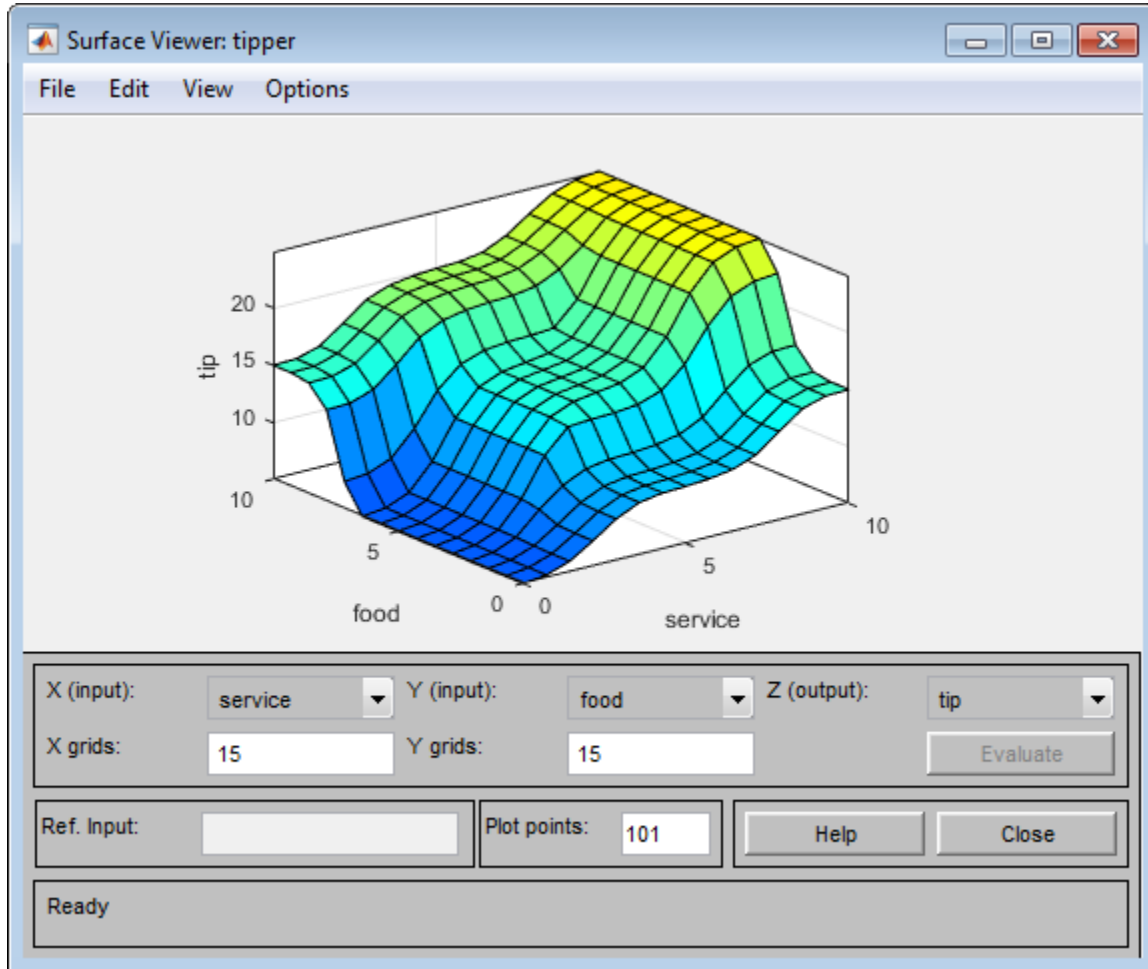 Surface Viewer: tipper
File Edit View Options
20
15
10
tip
10
5
0
food
0
5
10
service
X (input): service Y (input): food Z (output): tip
X grids: 15 Y grids: 15 Evaluate
Ref. Input: Plot points: 101 Help Close
Ready